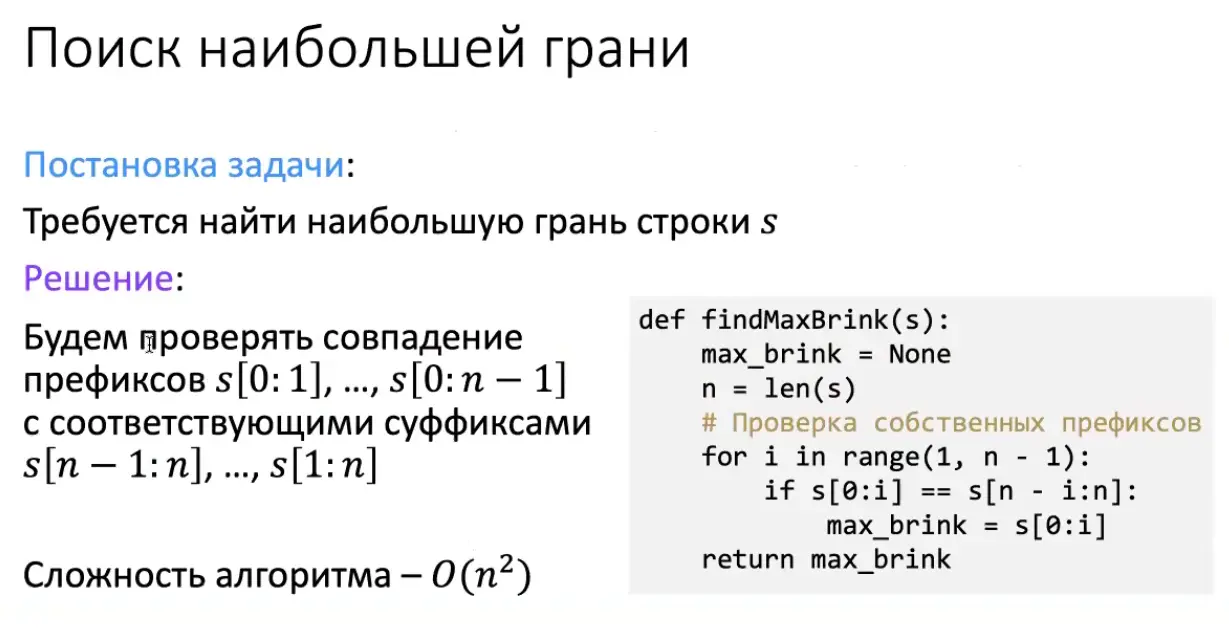 Поиск наибольшей грани
Постановка задачи:
Требуется найти наибольшую грань строки s
Решение:
Будем проверять совпадение
префиксов s[0: 1], …, s[0: n − 1]
с соответствующими суффиксами
s[n − 1: n], …, s[1: n]
Сложность алгоритма – O(n²)
def findMaxBrink(s):
    max_brink = None
    n = len(s)
    # Проверка собственных префиксов
    for i in range(1, n - 1):
        if s[0:i] == s[n - i:n]:
            max_brink = s[0:i]
    return max_brink